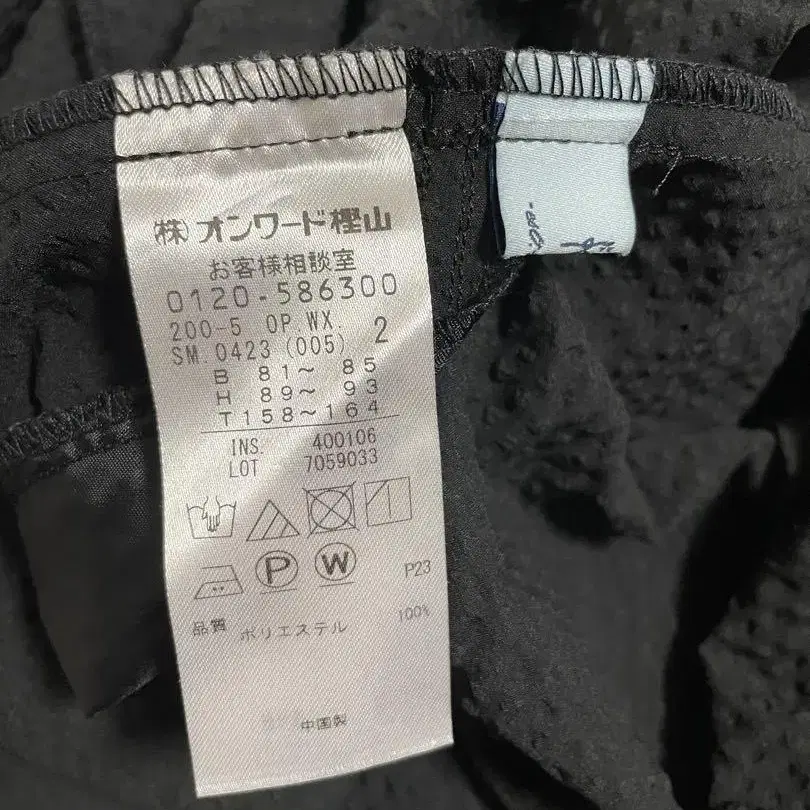 (株)オンワード樫山
お客様相談室
0120-586300
200-5 OP.WX.
SM.0423 (005) 2
B 81～ 85
H 89～ 93
T158～164
INS. 400106
LOT 7059033
P W
P23
品質 ポリエステル 100%
中国製